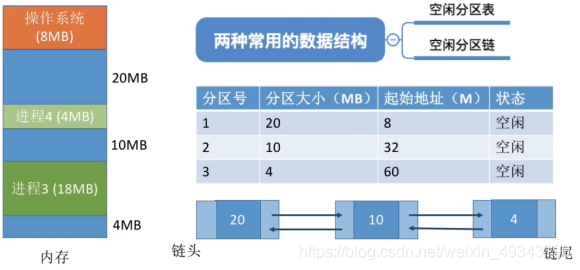 操作系统
(8MB)
20MB
进程4 (4MB)
10MB
进程3 (18MB)
4MB
内存
两种常用的数据结构
空闲分区表
空闲分区链
分区号 分区大小（MB） 起始地址（M） 状态
1 20 8 空闲
2 10 32 空闲
3 4 60 空闲
20 10 4
链头 链尾
https://blog.csdn.net/weixin_49343